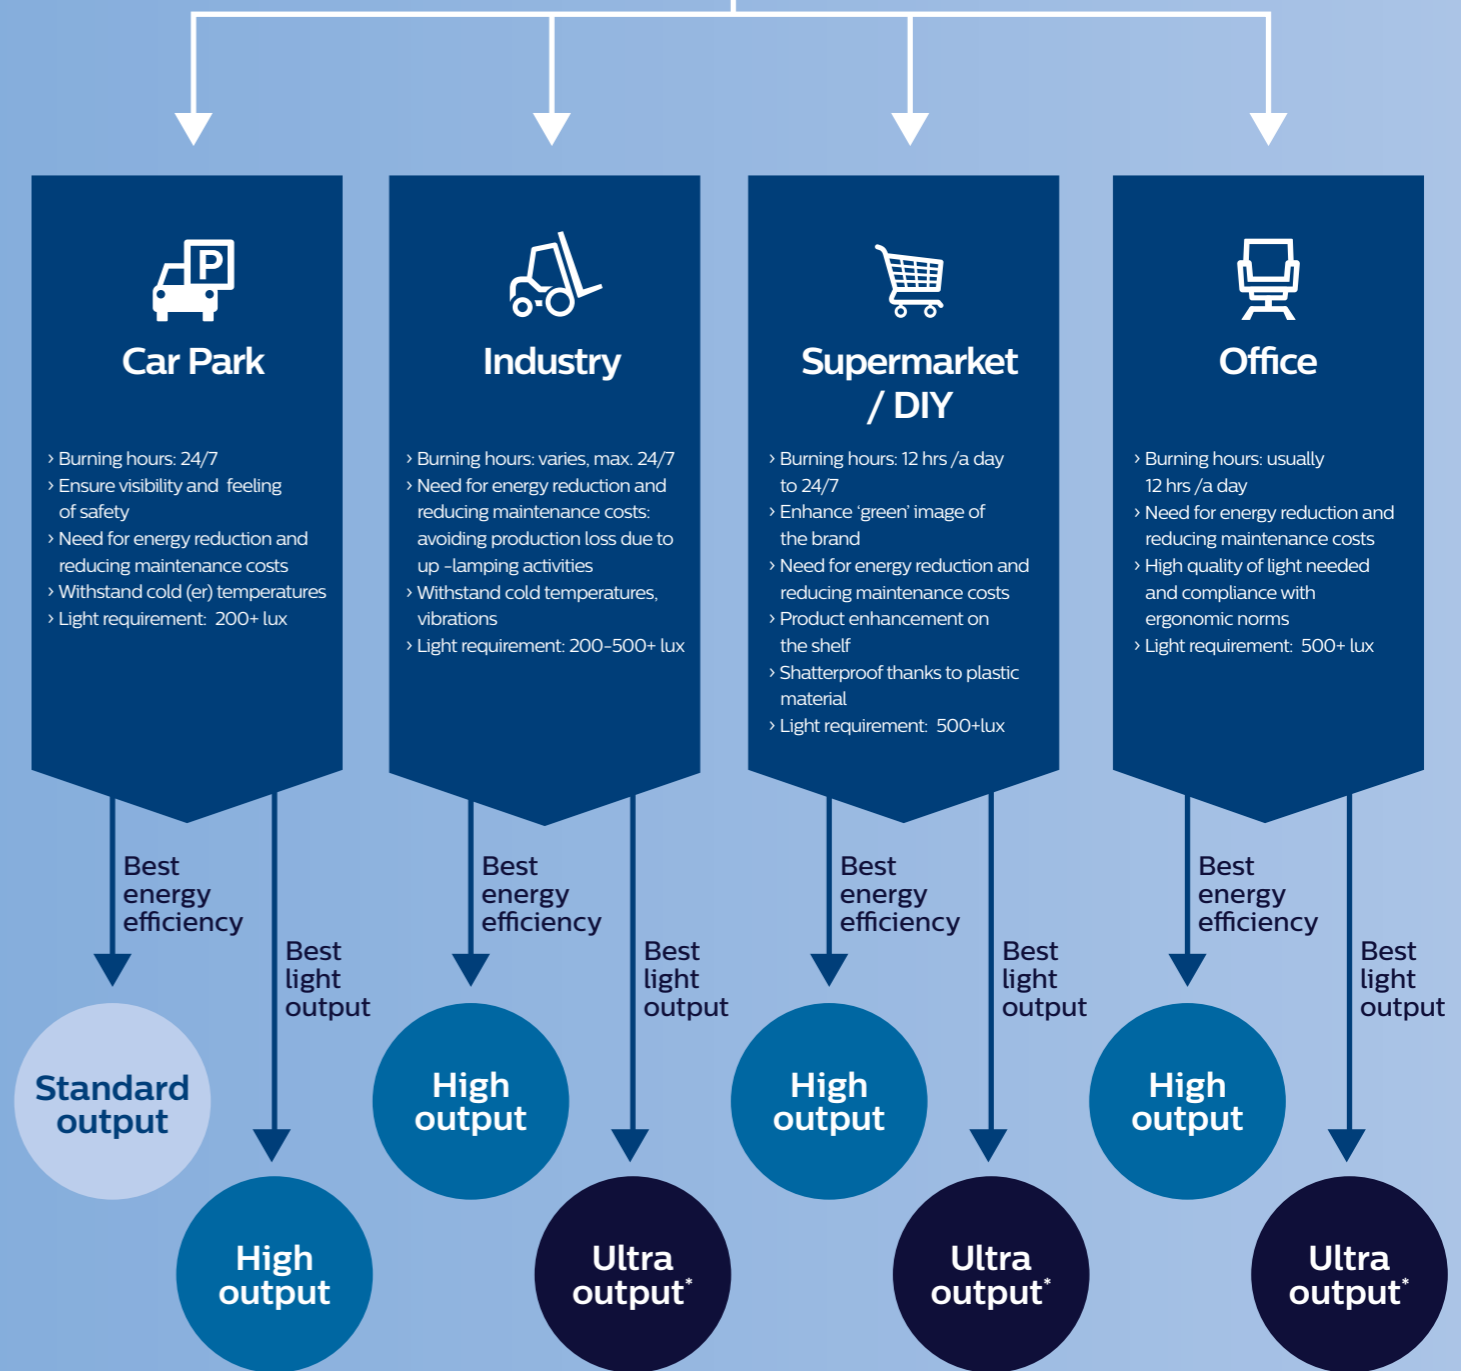 P
Car Park
› Burning hours: 24/7
› Ensure visibility and feeling
of safety
› Need for energy reduction and
reducing maintenance costs
› Withstand cold (er) temperatures
› Light requirement: 200+ lux
Industry
› Burning hours: varies, max. 24/7
› Need for energy reduction and
reducing maintenance costs:
avoiding production loss due to
up -lamping activities
› Withstand cold temperatures,
vibrations
› Light requirement: 200-500+ lux
Supermarket
/ DIY
› Burning hours: 12 hrs /a day
to 24/7
› Enhance ‘green’ image of
the brand
› Need for energy reduction and
reducing maintenance costs
› Product enhancement on
the shelf
› Shatterproof thanks to plastic
material
› Light requirement: 500+lux
Office
› Burning hours: usually
12 hrs /a day
› Need for energy reduction and
reducing maintenance costs
› High quality of light needed
and compliance with
ergonomic norms
› Light requirement: 500+ lux
Best
energy
efficiency
Best
light
output
Standard
output
High
output
Best
energy
efficiency
Best
light
output
High
output
Ultra
output*
Best
energy
efficiency
Best
light
output
High
output
Ultra
output*
Best
energy
efficiency
Best
light
output
High
output
Ultra
output*